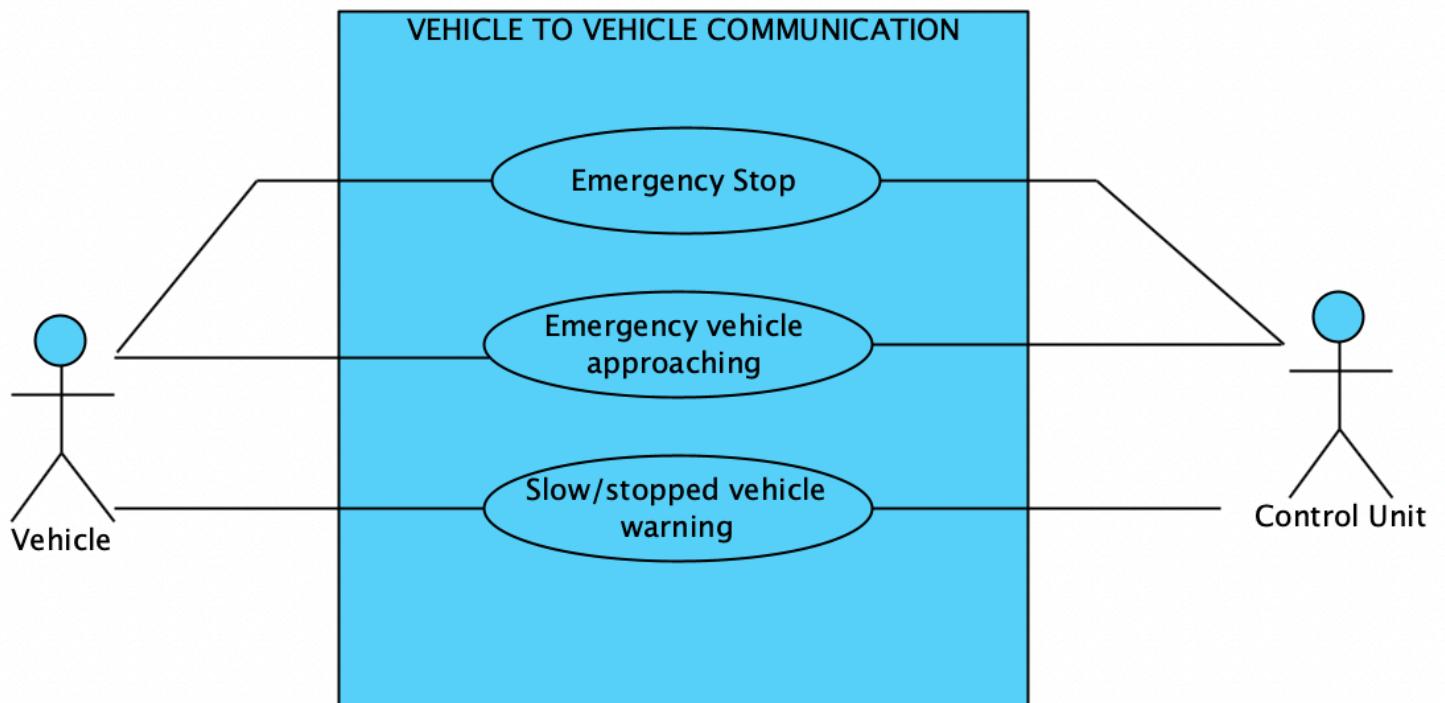 VEHICLE TO VEHICLE COMMUNICATION
Emergency Stop
Emergency vehicle
approaching
Slow/stopped vehicle
warning
Vehicle
Control Unit